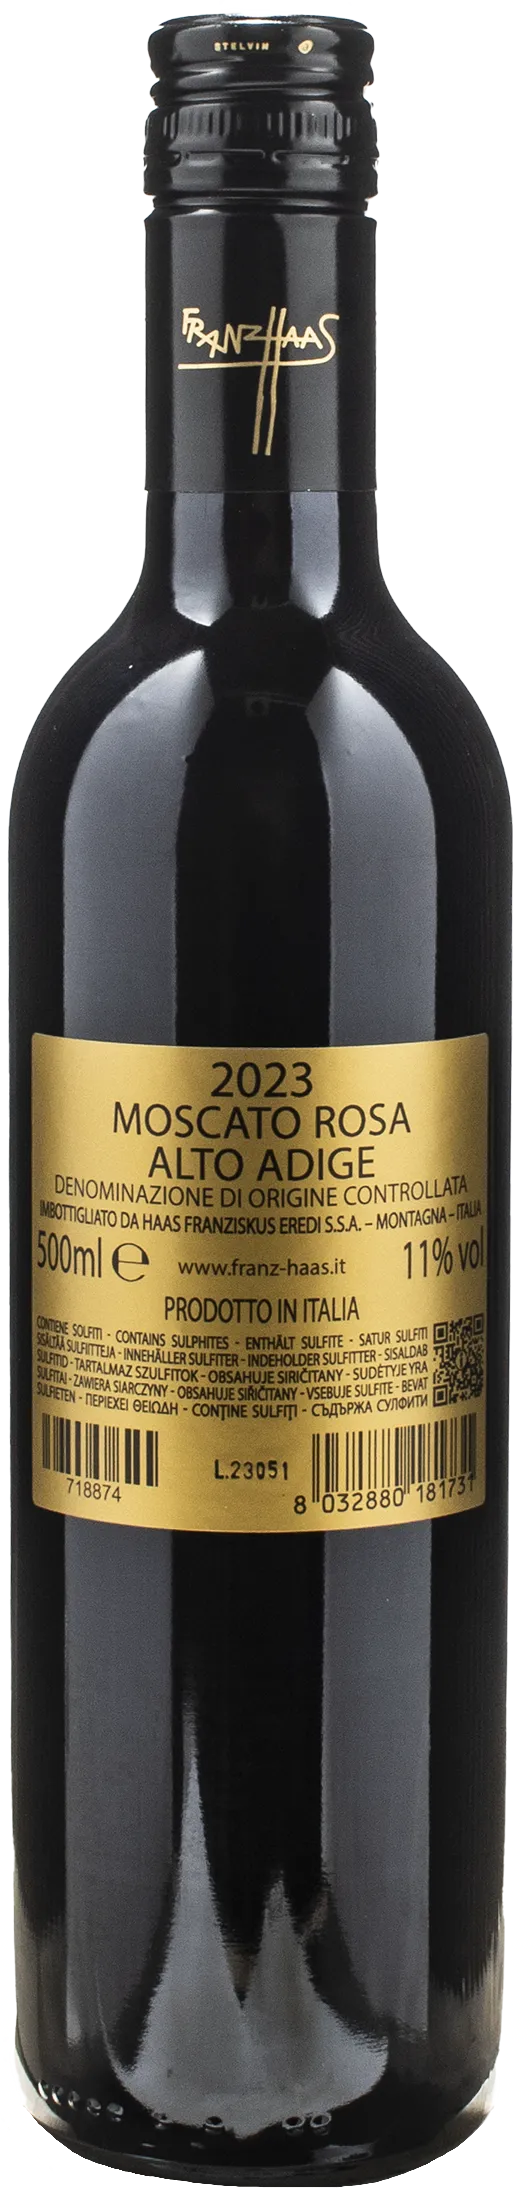 STELVIN
FRANZ HAAS
2023
MOSCATO ROSA
ALTO ADIGE
DENOMINAZIONE DI ORIGINE CONTROLLATA
IMBOTTIGLIATO DA HAAS FRANZISKUS EREDI S.S.A. – MONTAGNA – ITALIA
500ml ℮ www.franz-haas.it 11% vol
PRODOTTO IN ITALIA
CONTIENE SOLFITI - CONTAINS SULPHITES - ENTHÄLT SULFITE - SATUR SULFITI
SISÄLTÄÄ SULFIITTEJA - INNEHÅLLER SULFITER - INDEHOLDER SULFITTER - SISALDAB
SULFITID - TARTALMAZ SZULFITOK - OBSAHUJE SIRIČITANY - SUDĖTYJE YRA
SULFITAI - ZAWIERA SIARCZYNY - OBSAHUJE SIŘIČITANY - VSEBUJE SULFITE - BEVAT
SULFIETEN - ΠΕΡΙΕΧΕΙ ΘΕΙΩΔΗ - CONȚINE SULFIȚI - СЪДЪРЖА СУЛФИТИ
718874 L.23051 8 032880 181731